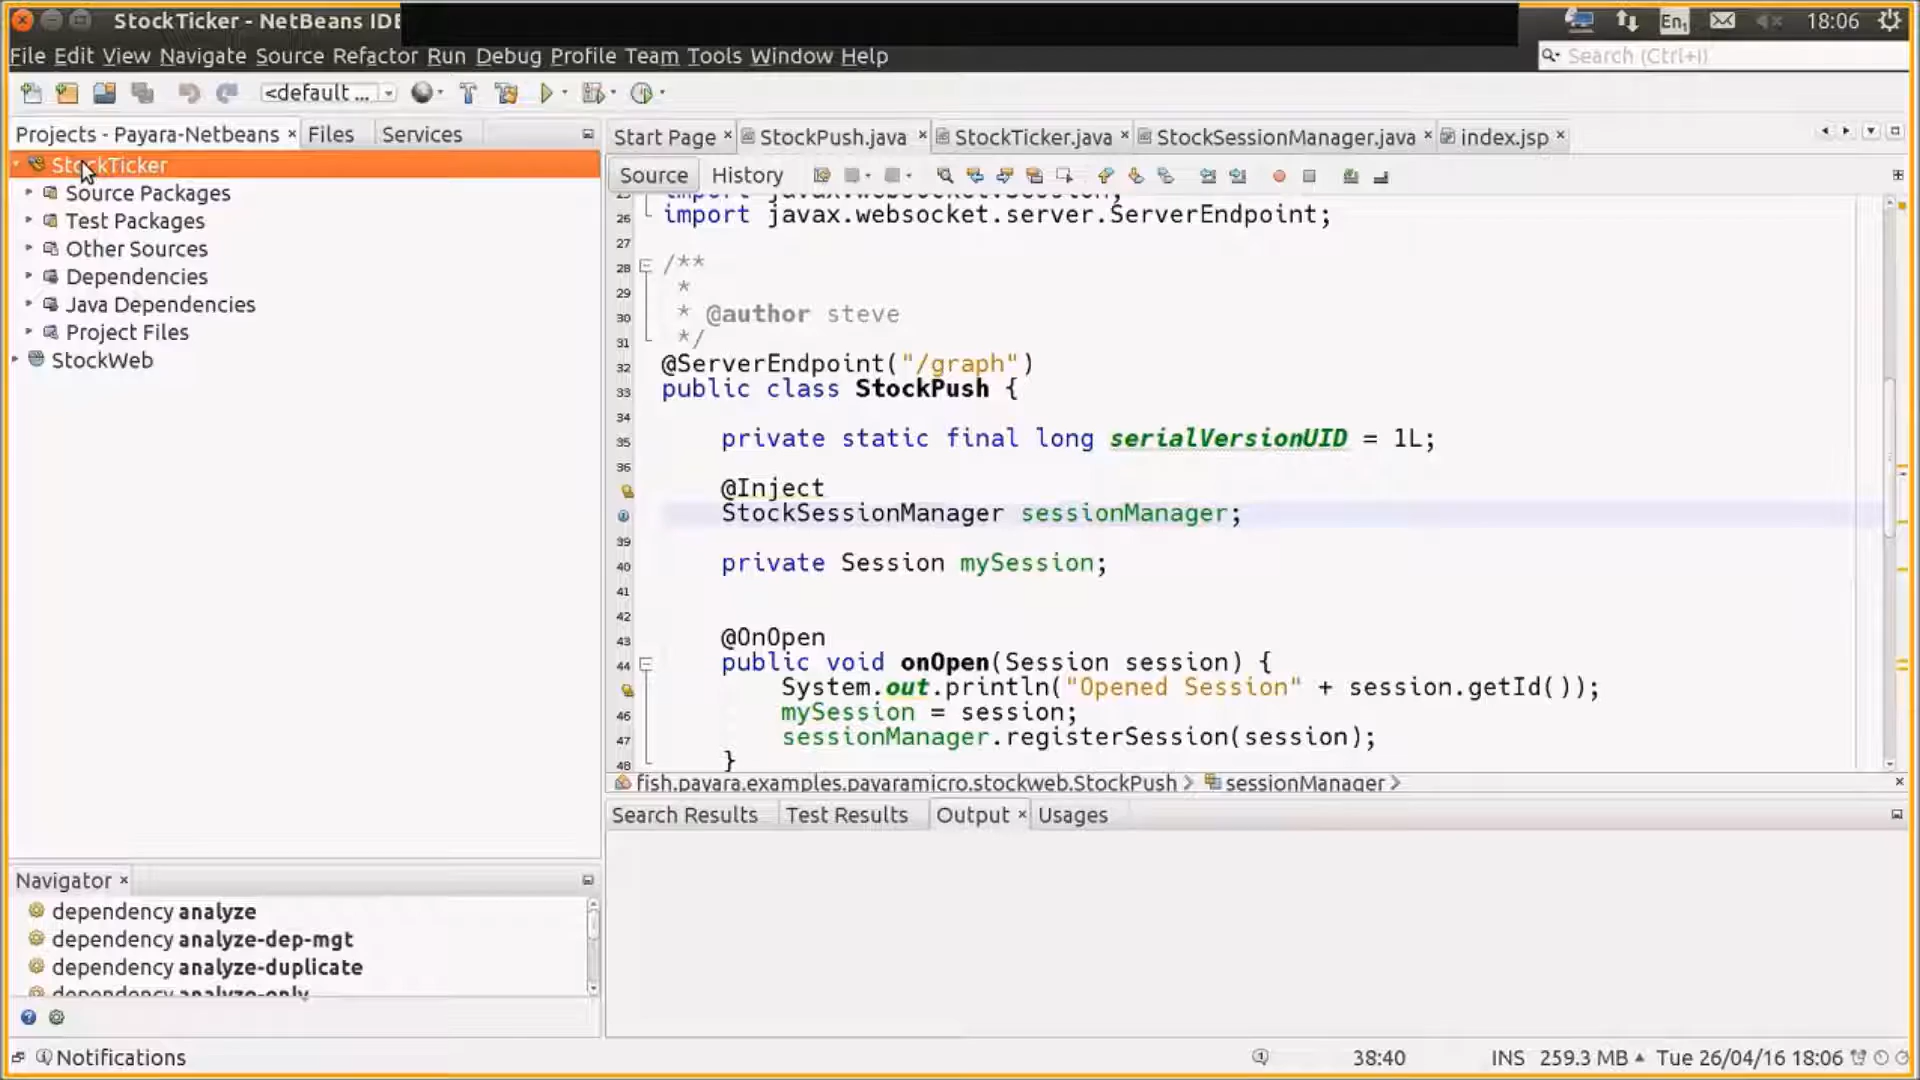 StockTicker - NetBeans IDE
En1
18:06
File Edit View Navigate Source Refactor Run Debug Profile Team Tools Window Help
Search (Ctrl+I)
<default ...
Projects - Payara-Netbeans × Files Services
StockTicker
Source Packages
Test Packages
Other Sources
Dependencies
Java Dependencies
Project Files
StockWeb
Start Page × StockPush.java × StockTicker.java × StockSessionManager.java × index.jsp ×
Source History
26 import javax.websocket.server.ServerEndpoint;
27
28 /**
29 *
30 * @author steve
31 */
32 @ServerEndpoint("/graph")
33 public class StockPush {
34
35 private static final long serialVersionUID = 1L;
36
@Inject
StockSessionManager sessionManager;
39
40 private Session mySession;
41
42
43 @OnOpen
44 public void onOpen(Session session) {
System.out.println("Opened Session" + session.getId());
46 mySession = session;
47 sessionManager.registerSession(session);
48 }
fish.payara.examples.payaramicro.stockweb.StockPush > sessionManager >
Search Results Test Results Output × Usages
Navigator ×
dependency analyze
dependency analyze-dep-mgt
dependency analyze-duplicate
dependency analyze-only
Notifications
38:40
INS 259.3 MB Tue 26/04/16 18:06